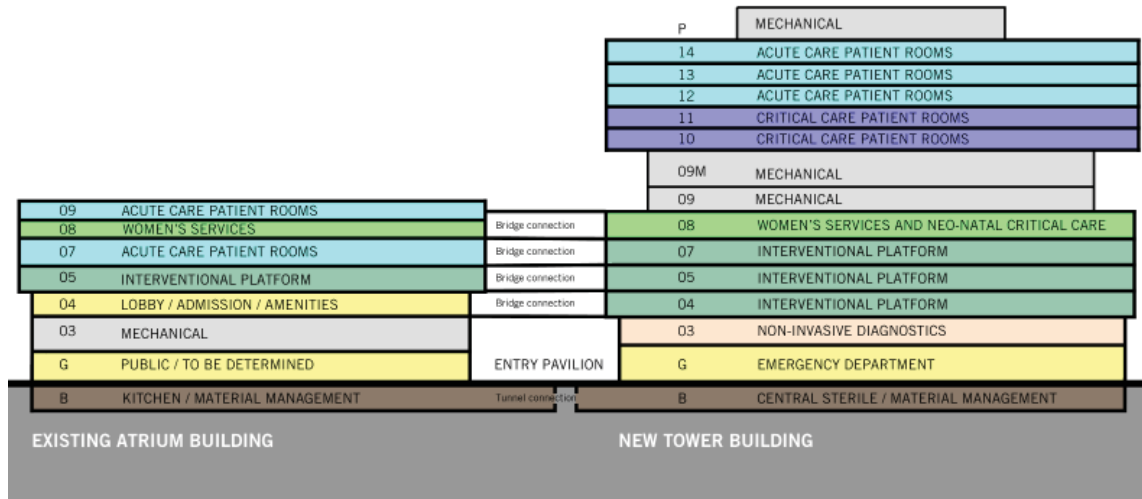 P MECHANICAL
14 ACUTE CARE PATIENT ROOMS
13 ACUTE CARE PATIENT ROOMS
12 ACUTE CARE PATIENT ROOMS
11 CRITICAL CARE PATIENT ROOMS
10 CRITICAL CARE PATIENT ROOMS
09M MECHANICAL
09 MECHANICAL
09 ACUTE CARE PATIENT ROOMS
08 WOMEN'S SERVICES Bridge connection 08 WOMEN'S SERVICES AND NEO-NATAL CRITICAL CARE
07 ACUTE CARE PATIENT ROOMS Bridge connection 07 INTERVENTIONAL PLATFORM
05 INTERVENTIONAL PLATFORM Bridge connection 05 INTERVENTIONAL PLATFORM
04 LOBBY / ADMISSION / AMENITIES Bridge connection 04 INTERVENTIONAL PLATFORM
03 MECHANICAL 03 NON-INVASIVE DIAGNOSTICS
G PUBLIC / TO BE DETERMINED ENTRY PAVILION G EMERGENCY DEPARTMENT
B KITCHEN / MATERIAL MANAGEMENT Tunnel connection B CENTRAL STERILE / MATERIAL MANAGEMENT
EXISTING ATRIUM BUILDING NEW TOWER BUILDING